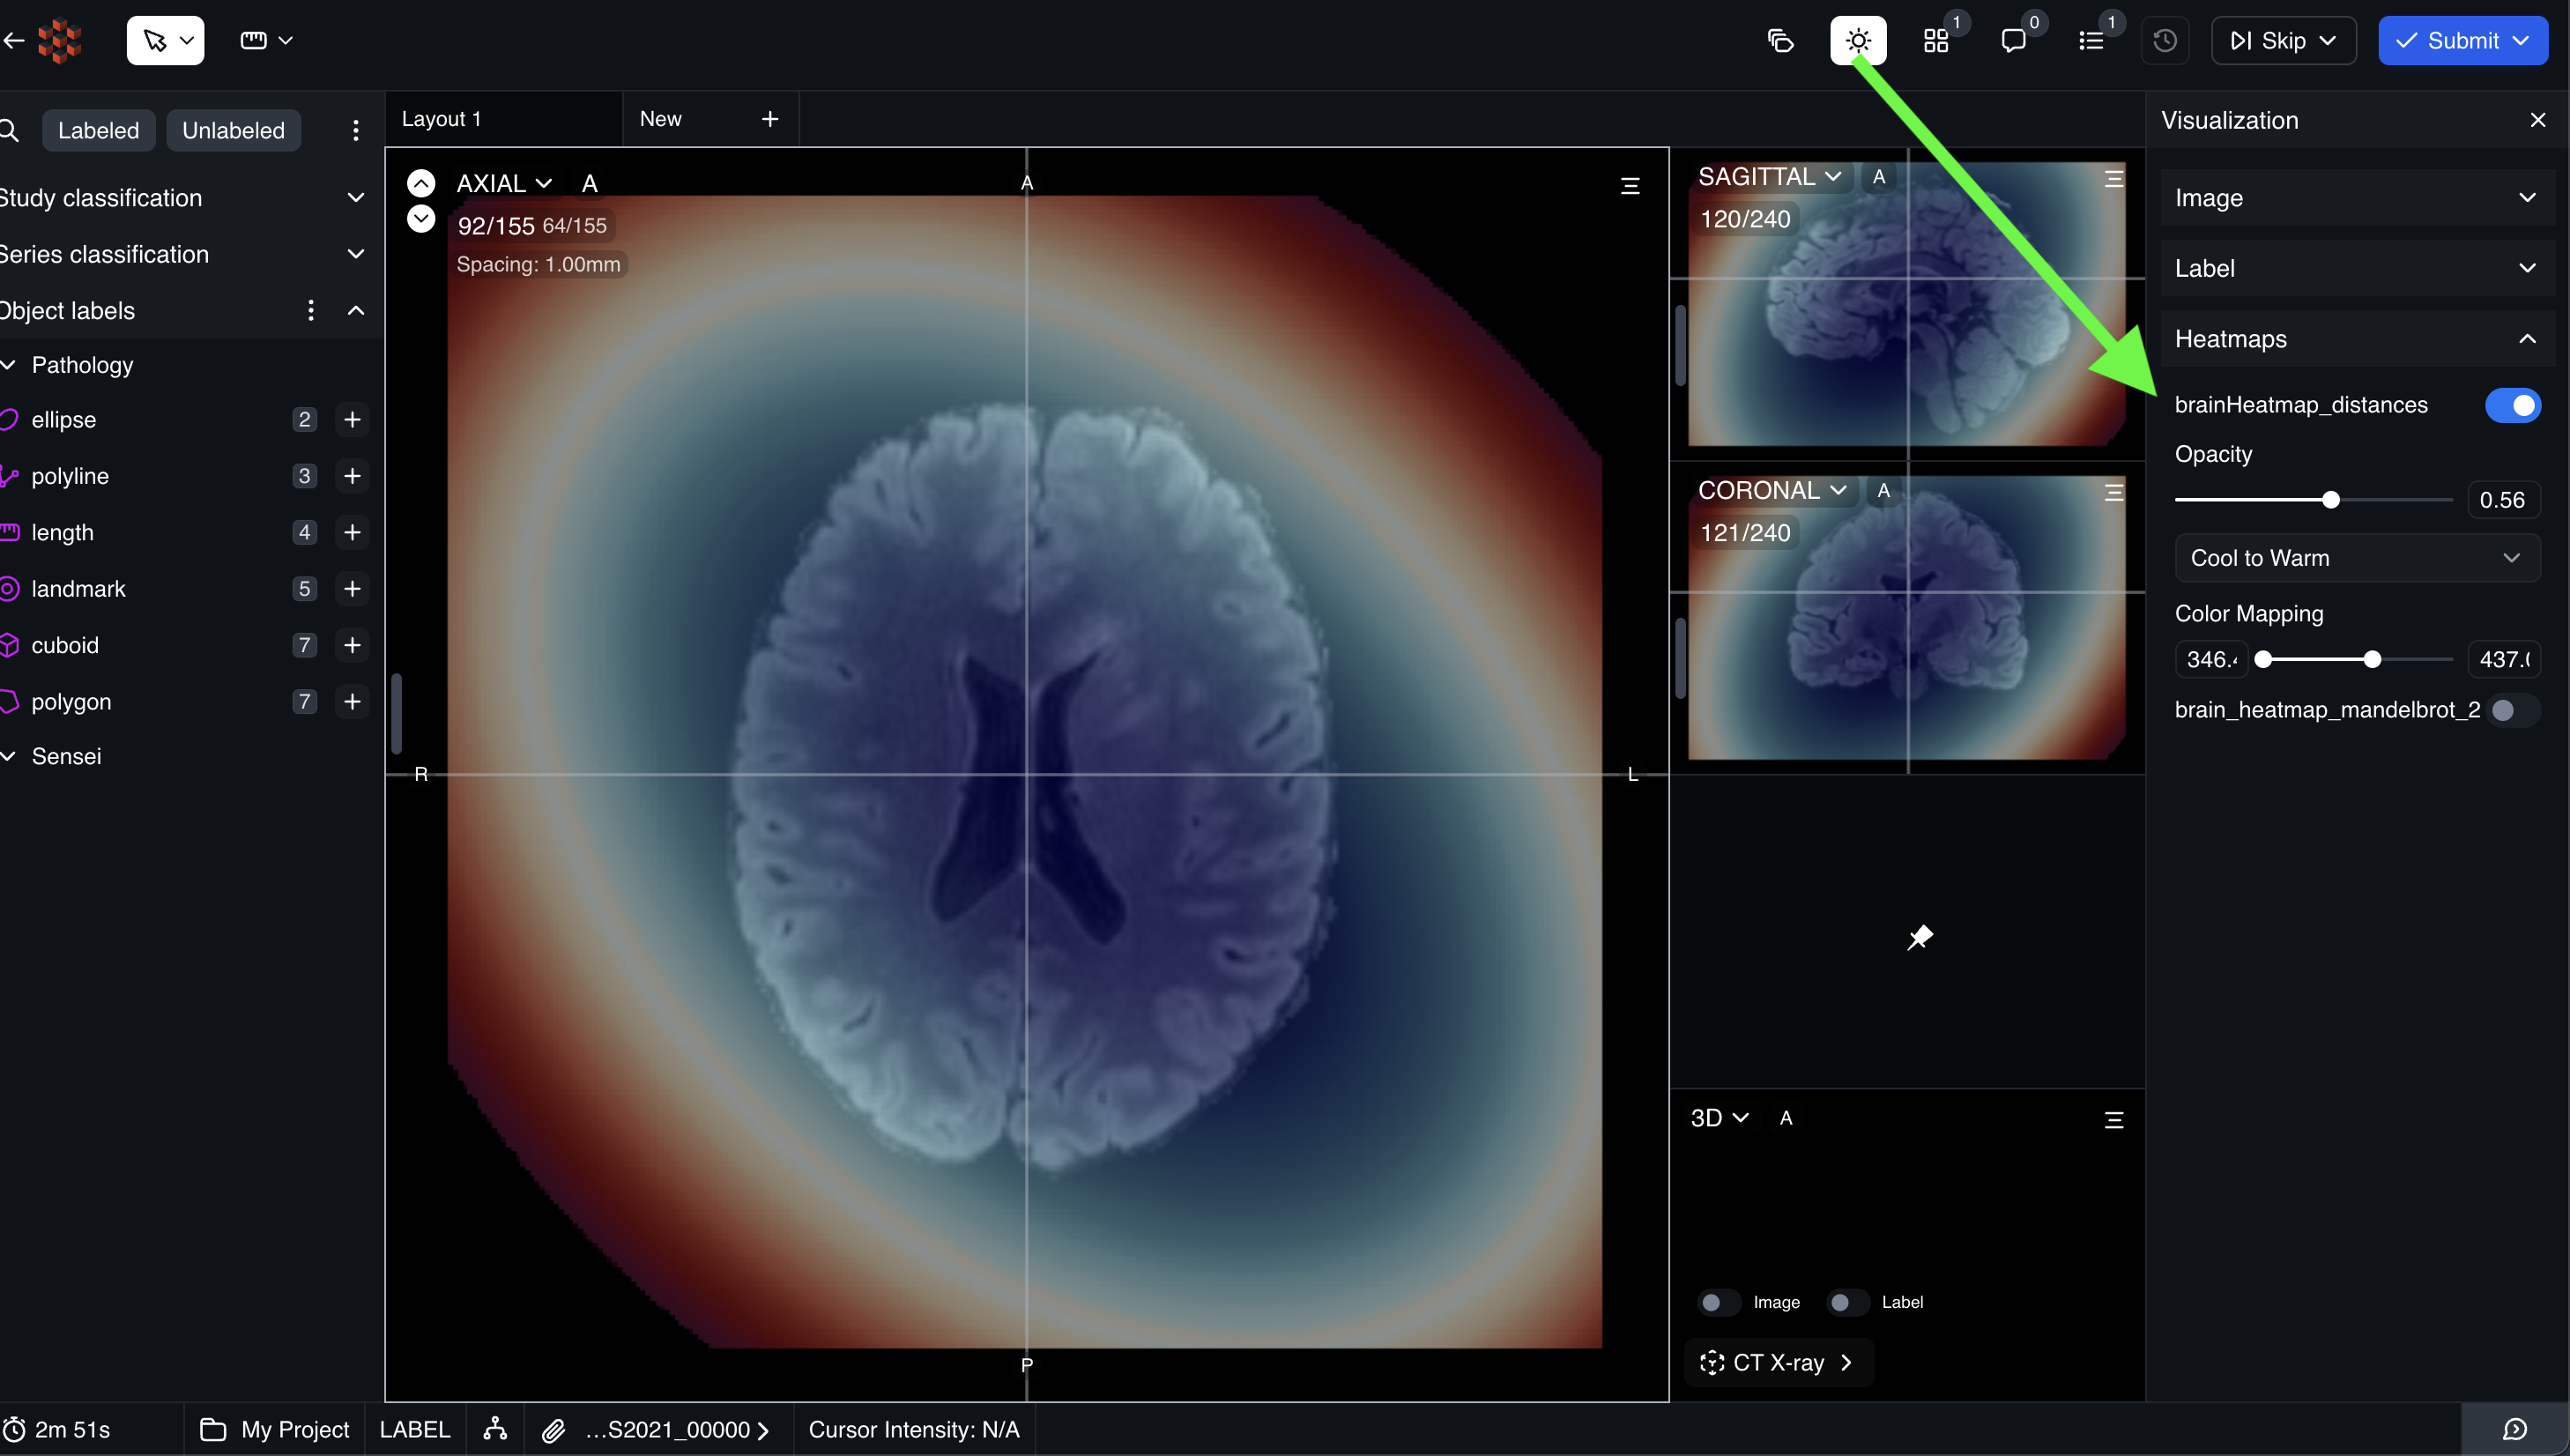 1
0
1
Skip
Submit
Labeled
Unlabeled
Layout 1
New
Visualization
Study classification
Series classification
Object labels
Pathology
ellipse 2
polyline 3
length 4
landmark 5
cuboid 7
polygon 7
Sensei
AXIAL A
92/155 64/155
Spacing: 1.00mm
A
R
L
P
SAGITTAL A
120/240
CORONAL A
121/240
3D A
Image Label
CT X-ray
Image
Label
Heatmaps
brainHeatmap_distances
Opacity
0.56
Cool to Warm
Color Mapping
346. 437.
brain_heatmap_mandelbrot_2
2m 51s
My Project
LABEL
...S2021_00000
Cursor Intensity: N/A